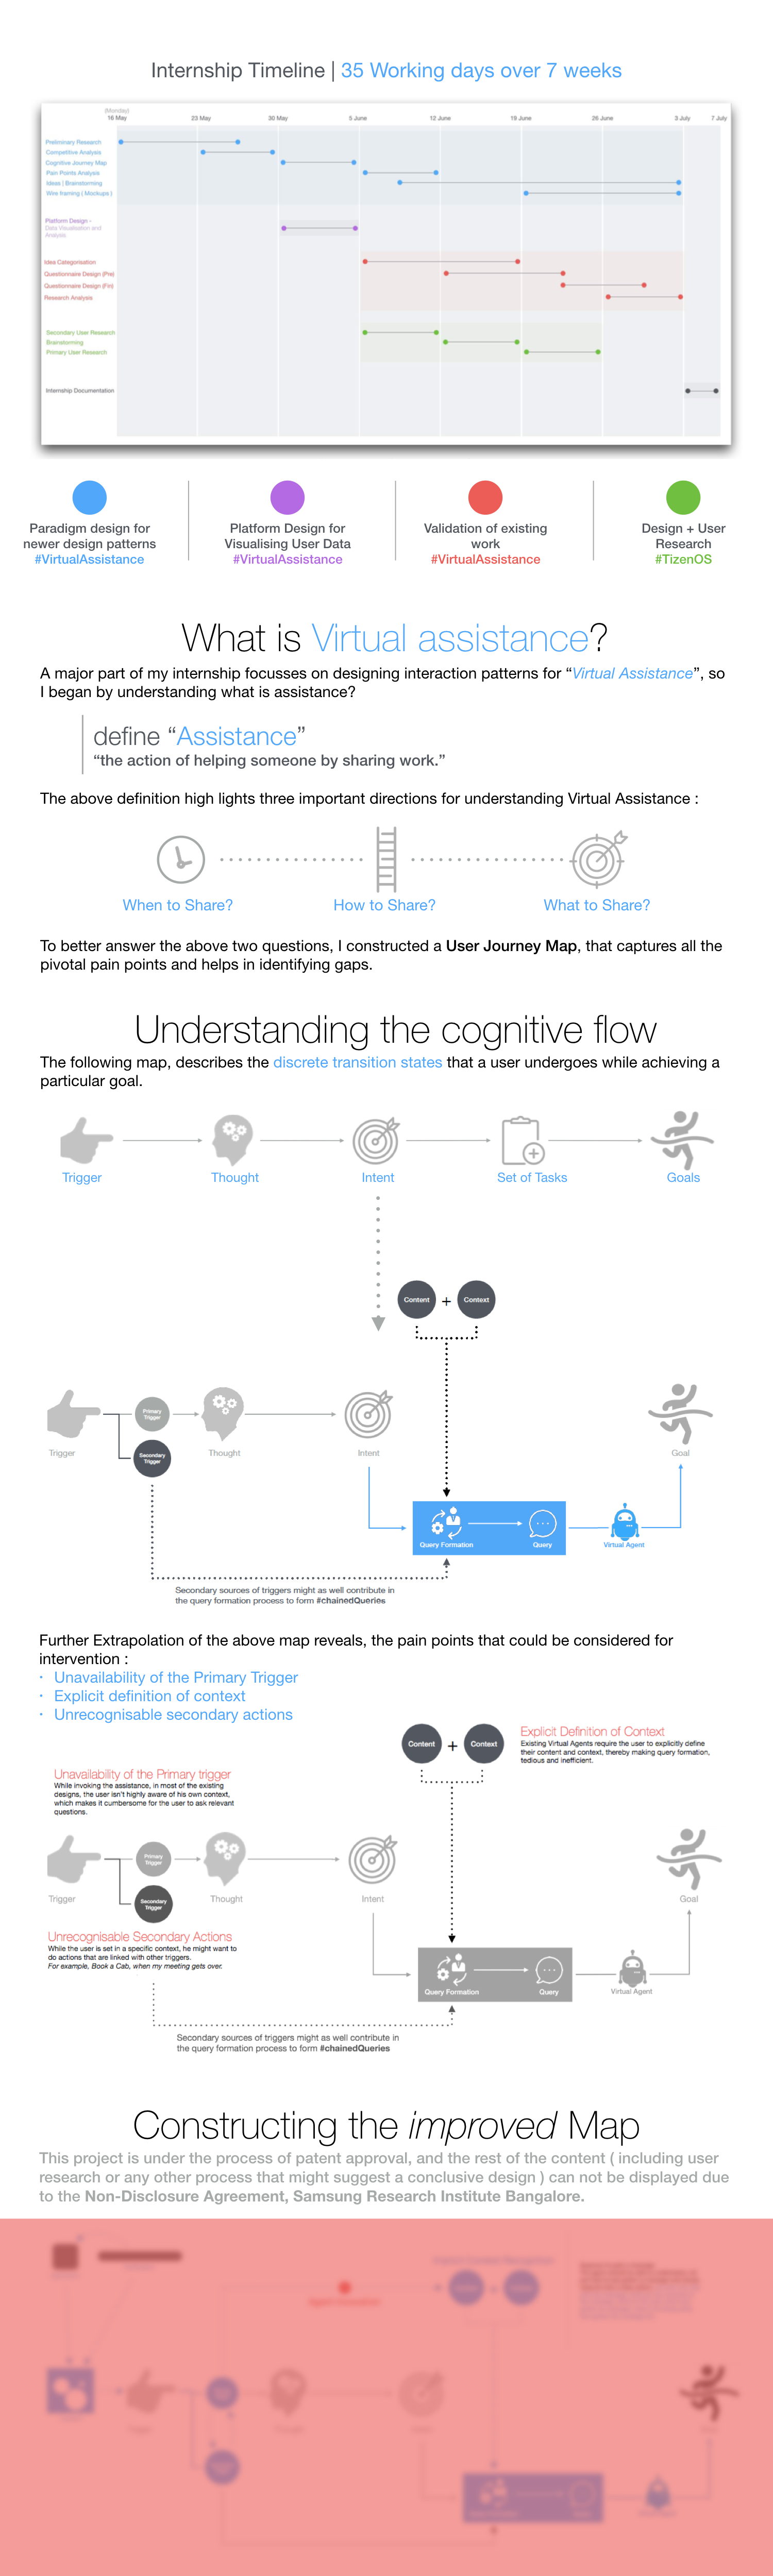 Internship Timeline | 35 Working days over 7 weeks
(Monday)
16 May 23 May 30 May 5 June 12 June 19 June 26 June 3 July 7 July
Preliminary Research
Competitive Analysis
Cognitive Journey Map
Pain Points Analysis
Ideas | Brainstorming
Wire framing ( Mockups )
Platform Design -
Data Visualisation and
Analysis
Idea Categorisation
Questionnaire Design (Pre)
Questionnaire Design (Fin)
Research Analysis
Secondary User Research
Brainstorming
Primary User Research
Internship Documentation
Paradigm design for
newer design patterns
#VirtualAssistance
Platform Design for
Visualising User Data
#VirtualAssistance
Validation of existing
work
#VirtualAssistance
Design + User
Research
#TizenOS
What is Virtual assistance?
A major part of my internship focusses on designing interaction patterns for “Virtual Assistance”, so
I began by understanding what is assistance?
define “Assistance”
“the action of helping someone by sharing work.”
The above definition high lights three important directions for understanding Virtual Assistance :
When to Share? How to Share? What to Share?
To better answer the above two questions, I constructed a User Journey Map, that captures all the
pivotal pain points and helps in identifying gaps.
Understanding the cognitive flow
The following map, describes the discrete transition states that a user undergoes while achieving a
particular goal.
Trigger Thought Intent Set of Tasks Goals
Content + Context
Primary
Trigger
Secondary
Trigger
Trigger Thought Intent Goal
Query Formation Query Virtual Agent
Secondary sources of triggers might as well contribute in
the query formation process to form #chainedQueries
Further Extrapolation of the above map reveals, the pain points that could be considered for
intervention :
· Unavailability of the Primary Trigger
· Explicit definition of context
· Unrecognisable secondary actions
Content + Context
Explicit Definition of Context
Existing Virtual Agents require the user to explicitly define
their content and context, thereby making query formation,
tedious and inefficient.
Unavailability of the Primary trigger
While invoking the assistance, in most of the existing
designs, the user isn't highly aware of his own context,
which makes it cumbersome for the user to ask relevant
questions.
Primary
Trigger
Secondary
Trigger
Trigger Thought Intent Goal
Unrecognisable Secondary Actions
While the user is set in a specific context, he might want to
do actions that are linked with other triggers.
For example, Book a Cab, when my meeting gets over.
Query Formation Query Virtual Agent
Secondary sources of triggers might as well contribute in
the query formation process to form #chainedQueries
Constructing the improved Map
This project is under the process of patent approval, and the rest of the content ( including user
research or any other process that might suggest a conclusive design ) can not be displayed due
to the Non-Disclosure Agreement, Samsung Research Institute Bangalore.